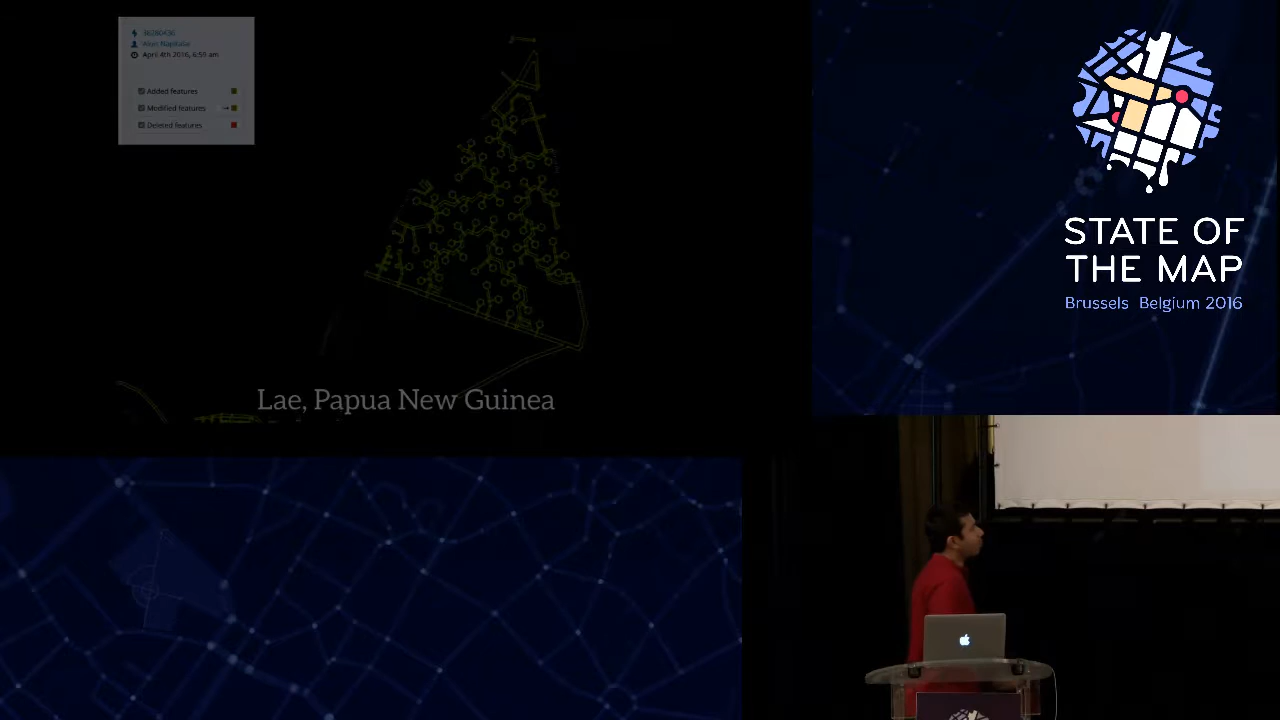 April 4th 2016, 6:55 am
Added features
Modified features
Deleted features
Lae, Papua New Guinea
STATE OF
THE MAP
Brussels Belgium 2016